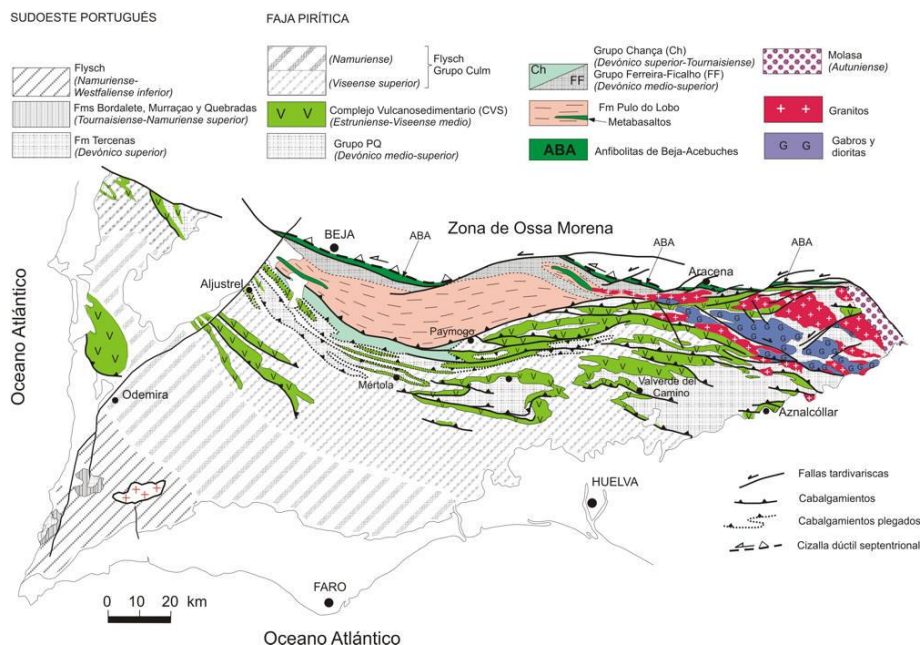 SUDOESTE PORTUGUÉS
Flysch
(Namuriense-
Westfaliense inferior)
Fms Bordalete, Murraçao y Quebradas
(Tournaisiense-Namuriense superior)
Fm Tercenas
(Devónico superior)
FAJA PIRÍTICA
(Namuriense)
(Viseense superior)
Flysch
Grupo Culm
V V
Complejo Vulcanosedimentario (CVS)
(Estruniense-Viseense medio)
Grupo PQ
(Devónico medio-superior)
Ch
FF
Grupo Chança (Ch)
(Devónico superior-Tournaisiense)
Grupo Ferreira-Ficalho (FF)
(Devónico medio-superior)
Fm Pulo do Lobo
Metabasaltos
ABA
Anfibolitas de Beja-Acebuches
Molasa
(Autuniense)
Granitos
G G
Gabros y
dioritas
Oceano Atlántico
BEJA
ABA
Zona de Ossa Morena
ABA
ABA
Aracena
Aljustrel
Paymogo
Mértola
Odemira
Valverde del
Camino
Aznalcóllar
HUELVA
FARO
0 10 20 km
Oceano Atlántico
Fallas tardivariscas
Cabalgamientos
Cabalgamientos plegados
Cizalla dúctil septentrional